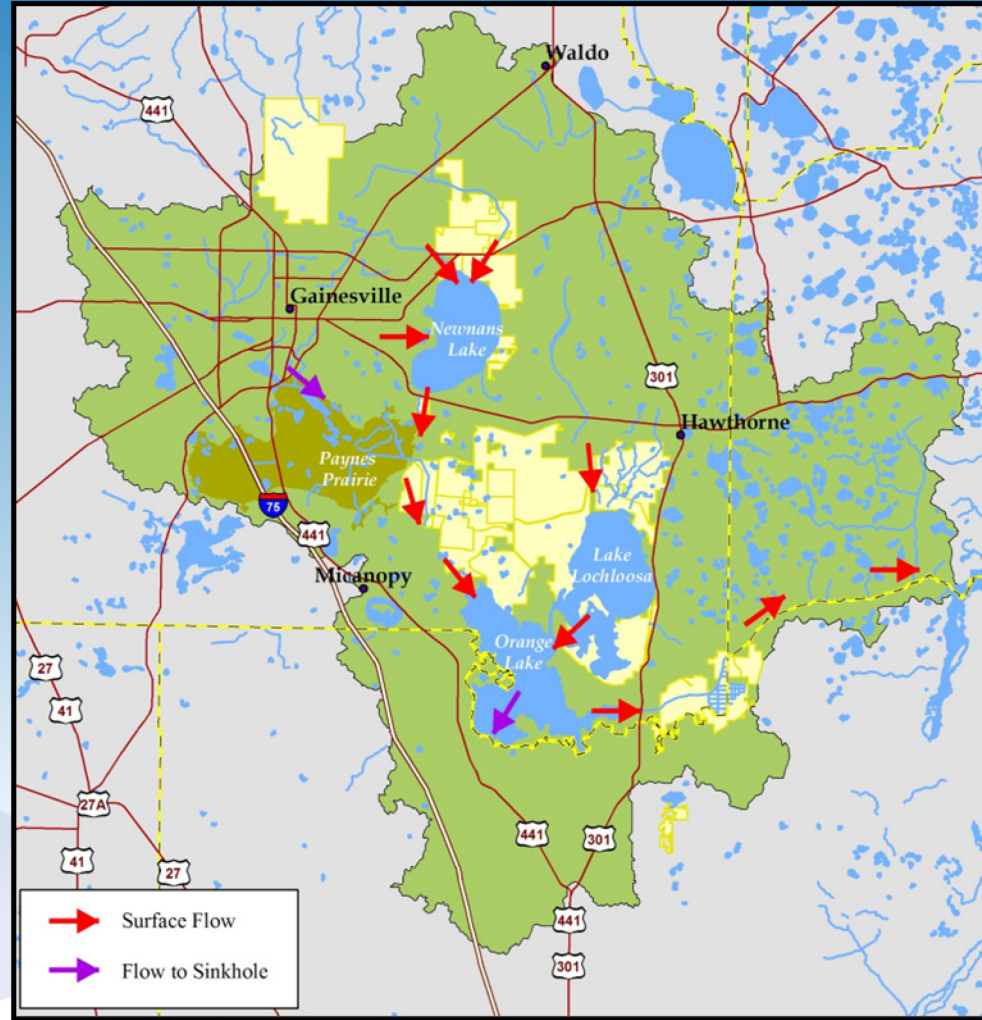 Waldo
441
Gainesville
Newnans
Lake
301
Hawthorne
Paynes
Prairie
75
441
Lake
Lochloosa
Micanopy
Orange
Lake
27
41
27A
441
301
41
27
441
301
Surface Flow
Flow to Sinkhole